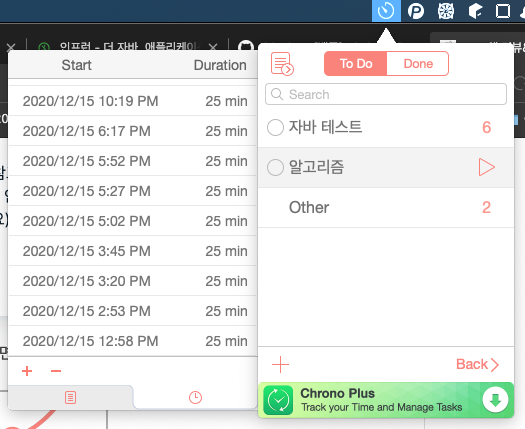 인프런 - 더 자바, 애플리케이
Start Duration
2020/12/15 10:19 PM 25 min
2020/12/15 6:17 PM 25 min
2020/12/15 5:52 PM 25 min
2020/12/15 5:27 PM 25 min
2020/12/15 5:02 PM 25 min
2020/12/15 3:45 PM 25 min
2020/12/15 3:20 PM 25 min
2020/12/15 2:53 PM 25 min
2020/12/15 12:58 PM 25 min
To Do Done
Search
자바 테스트 6
알고리즘
Other 2
Back
Chrono Plus
Track your Time and Manage Tasks